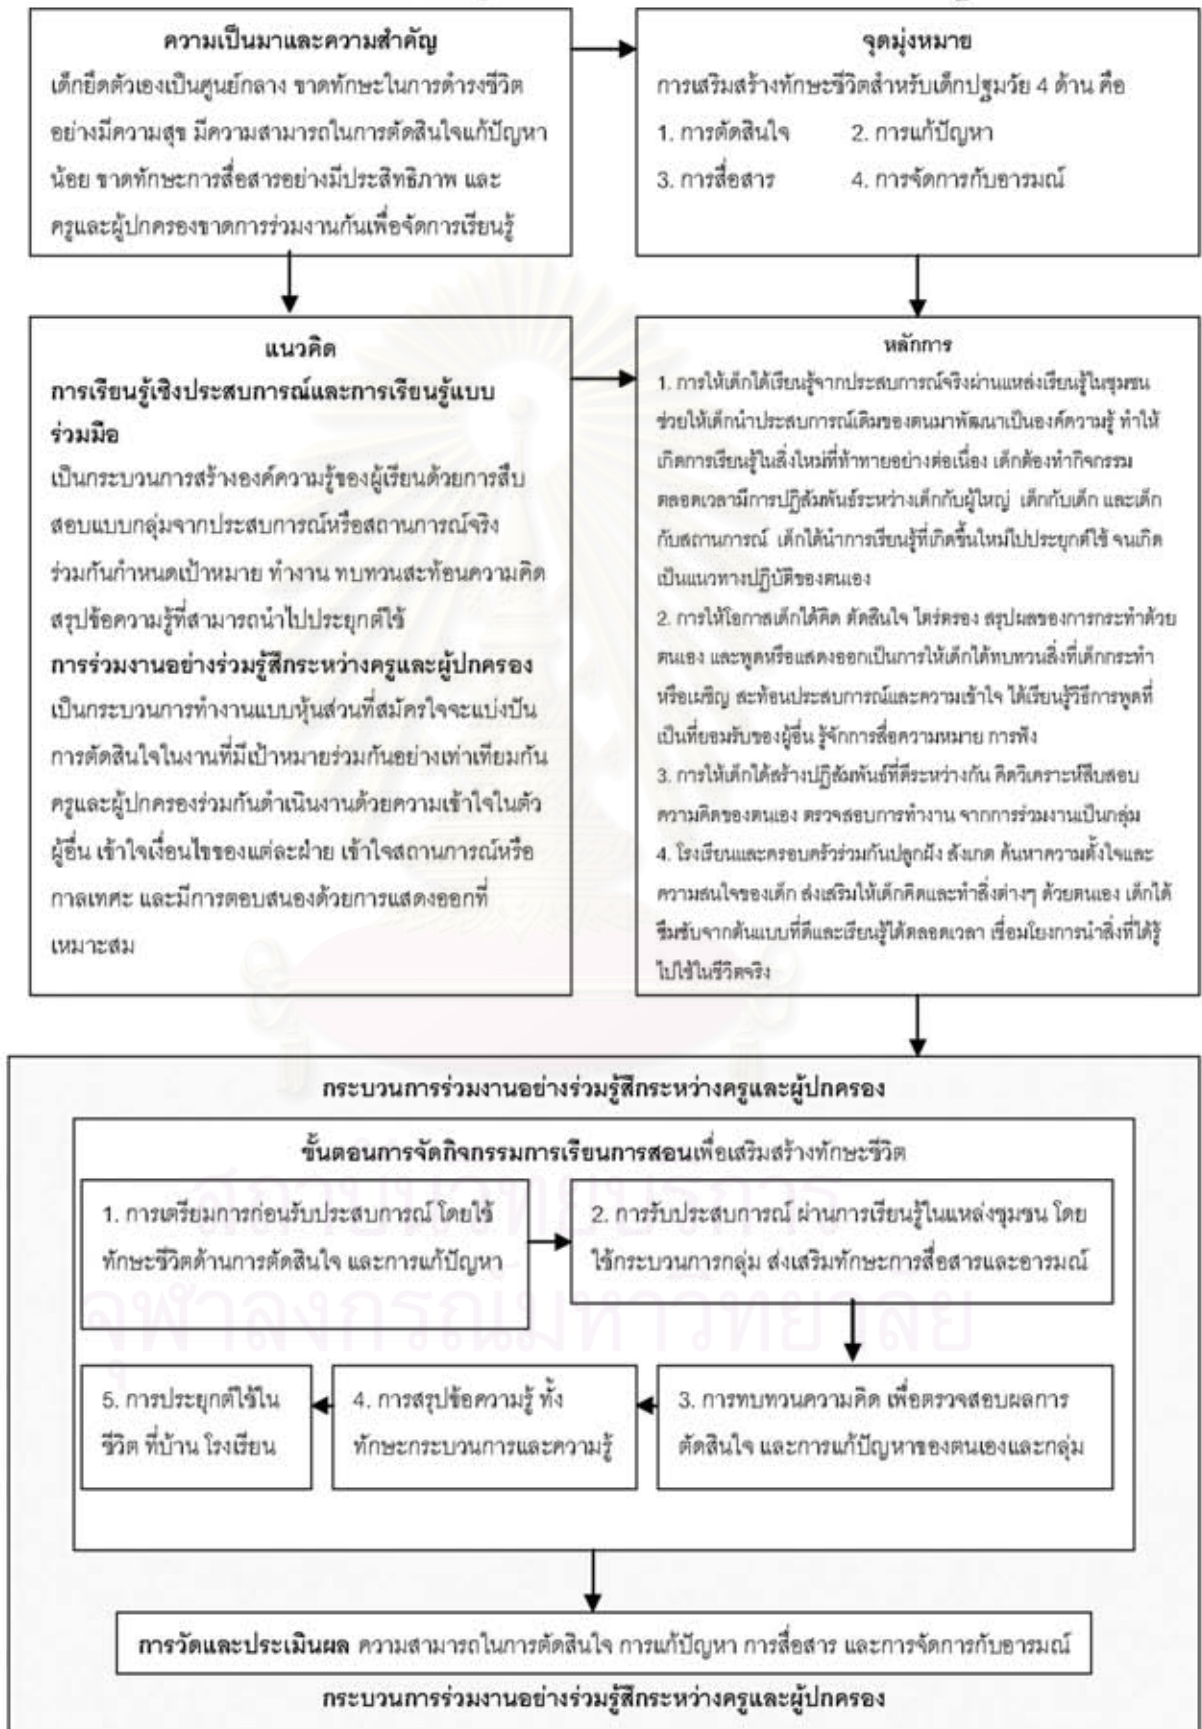 ความเป็นมาและความสำคัญ
เด็กยึดตัวเองเป็นศูนย์กลาง ขาดทักษะในการดำรงชีวิต
อย่างมีความสุข มีความสามารถในการตัดสินใจแก้ปัญหา
น้อย ขาดทักษะการสื่อสารอย่างมีประสิทธิภาพ และ
ครูและผู้ปกครองขาดการร่วมงานกันเพื่อจัดการเรียนรู้
จุดมุ่งหมาย
การเสริมสร้างทักษะชีวิตสำหรับเด็กปฐมวัย 4 ด้าน คือ
1. การตัดสินใจ 2. การแก้ปัญหา
3. การสื่อสาร 4. การจัดการกับอารมณ์
แนวคิด
การเรียนรู้เชิงประสบการณ์และการเรียนรู้แบบ
ร่วมมือ
เป็นกระบวนการสร้างองค์ความรู้ของผู้เรียนด้วยการสืบ
สอบแบบกลุ่มจากประสบการณ์หรือสถานการณ์จริง
ร่วมกันกำหนดเป้าหมาย ทำงาน ทบทวนสะท้อนความคิด
สรุปข้อความรู้ที่สามารถนำไปประยุกต์ใช้
การร่วมงานอย่างร่วมรู้สึกระหว่างครูและผู้ปกครอง
เป็นกระบวนการทำงานแบบหุ้นส่วนที่สมัครใจจะแบ่งปัน
การตัดสินใจในงานที่มีเป้าหมายร่วมกันอย่างเท่าเทียมกัน
ครูและผู้ปกครองร่วมกันดำเนินงานด้วยความเข้าใจในตัว
ผู้อื่น เข้าใจเงื่อนไขของแต่ละฝ่าย เข้าใจสถานการณ์หรือ
กาลเทศะ และมีการตอบสนองด้วยการแสดงออกที่
เหมาะสม
หลักการ
1. การให้เด็กได้เรียนรู้จากประสบการณ์จริงผ่านแหล่งเรียนรู้ในชุมชน
ช่วยให้เด็กนำประสบการณ์เดิมของตนมาพัฒนาเป็นองค์ความรู้ ทำให้
เกิดการเรียนรู้ในสิ่งใหม่ที่ท้าทายอย่างต่อเนื่อง เด็กต้องทำกิจกรรม
ตลอดเวลามีการปฏิสัมพันธ์ระหว่างเด็กกับผู้ใหญ่ เด็กกับเด็ก และเด็ก
กับสถานการณ์ เด็กได้นำการเรียนรู้ที่เกิดขึ้นใหม่ไปประยุกต์ใช้ จนเกิด
เป็นแนวทางปฏิบัติของตนเอง
2. การให้โอกาสเด็กได้คิด ตัดสินใจ ไตร่ตรอง สรุปผลของการกระทำด้วย
ตนเอง และพูดหรือแสดงออกเป็นการให้เด็กได้ทบทวนสิ่งที่เด็กกระทำ
หรือเผชิญ สะท้อนประสบการณ์และความเข้าใจ ได้เรียนรู้วิธีการพูดที่
เป็นที่ยอมรับของผู้อื่น รู้จักการสื่อความหมาย การฟัง
3. การให้เด็กได้สร้างปฏิสัมพันธ์ที่ดีระหว่างกัน คิดวิเคราะห์สืบสอบ
ความคิดของตนเอง ตรวจสอบการทำงาน จากการร่วมงานเป็นกลุ่ม
4. โรงเรียนและครอบครัวร่วมกันปลูกฝัง สังเกต ค้นหาความตั้งใจและ
ความสนใจของเด็ก ส่งเสริมให้เด็กคิดและทำสิ่งต่างๆ ด้วยตนเอง เด็กได้
ซึมซับจากต้นแบบที่ดีและเรียนรู้ได้ตลอดเวลา เชื่อมโยงการนำสิ่งที่ได้รู้
ไปใช้ในชีวิตจริง
กระบวนการร่วมงานอย่างร่วมรู้สึกระหว่างครูและผู้ปกครอง
ขั้นตอนการจัดกิจกรรมการเรียนการสอนเพื่อเสริมสร้างทักษะชีวิต
1. การเตรียมการก่อนรับประสบการณ์ โดยใช้
ทักษะชีวิตด้านการตัดสินใจ และการแก้ปัญหา
2. การรับประสบการณ์ ผ่านการเรียนรู้ในแหล่งชุมชน โดย
ใช้กระบวนการกลุ่ม ส่งเสริมทักษะการสื่อสารและอารมณ์
3. การทบทวนความคิด เพื่อตรวจสอบผลการ
ตัดสินใจ และการแก้ปัญหาของตนเองและกลุ่ม
4. การสรุปข้อความรู้ ทั้ง
ทักษะกระบวนการและความรู้
5. การประยุกต์ใช้ใน
ชีวิต ที่บ้าน โรงเรียน
สถาบันวิทยบริการ
จุฬาลงกรณ์มหาวิทยาลัย
การวัดและประเมินผล ความสามารถในการตัดสินใจ การแก้ปัญหา การสื่อสาร และการจัดการกับอารมณ์
กระบวนการร่วมงานอย่างร่วมรู้สึกระหว่างครูและผู้ปกครอง